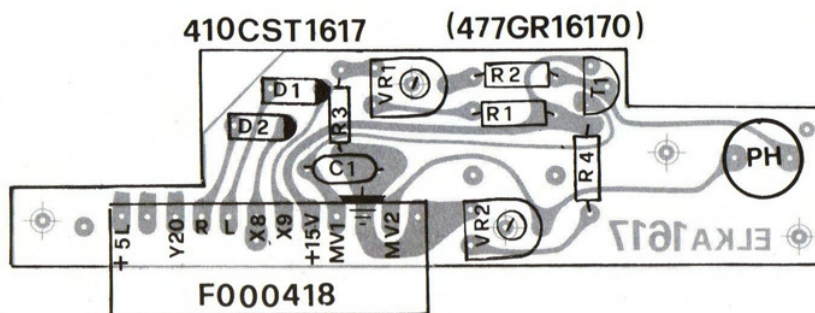 410CST1617 (477GR16170)
D1
D2
R3
VR1
R2
R1
T1
C1
R4
PH
+5L
Y20
R
L
X8
X9
+15V
MV1
MV2
VR2
ELKA1617
F000418